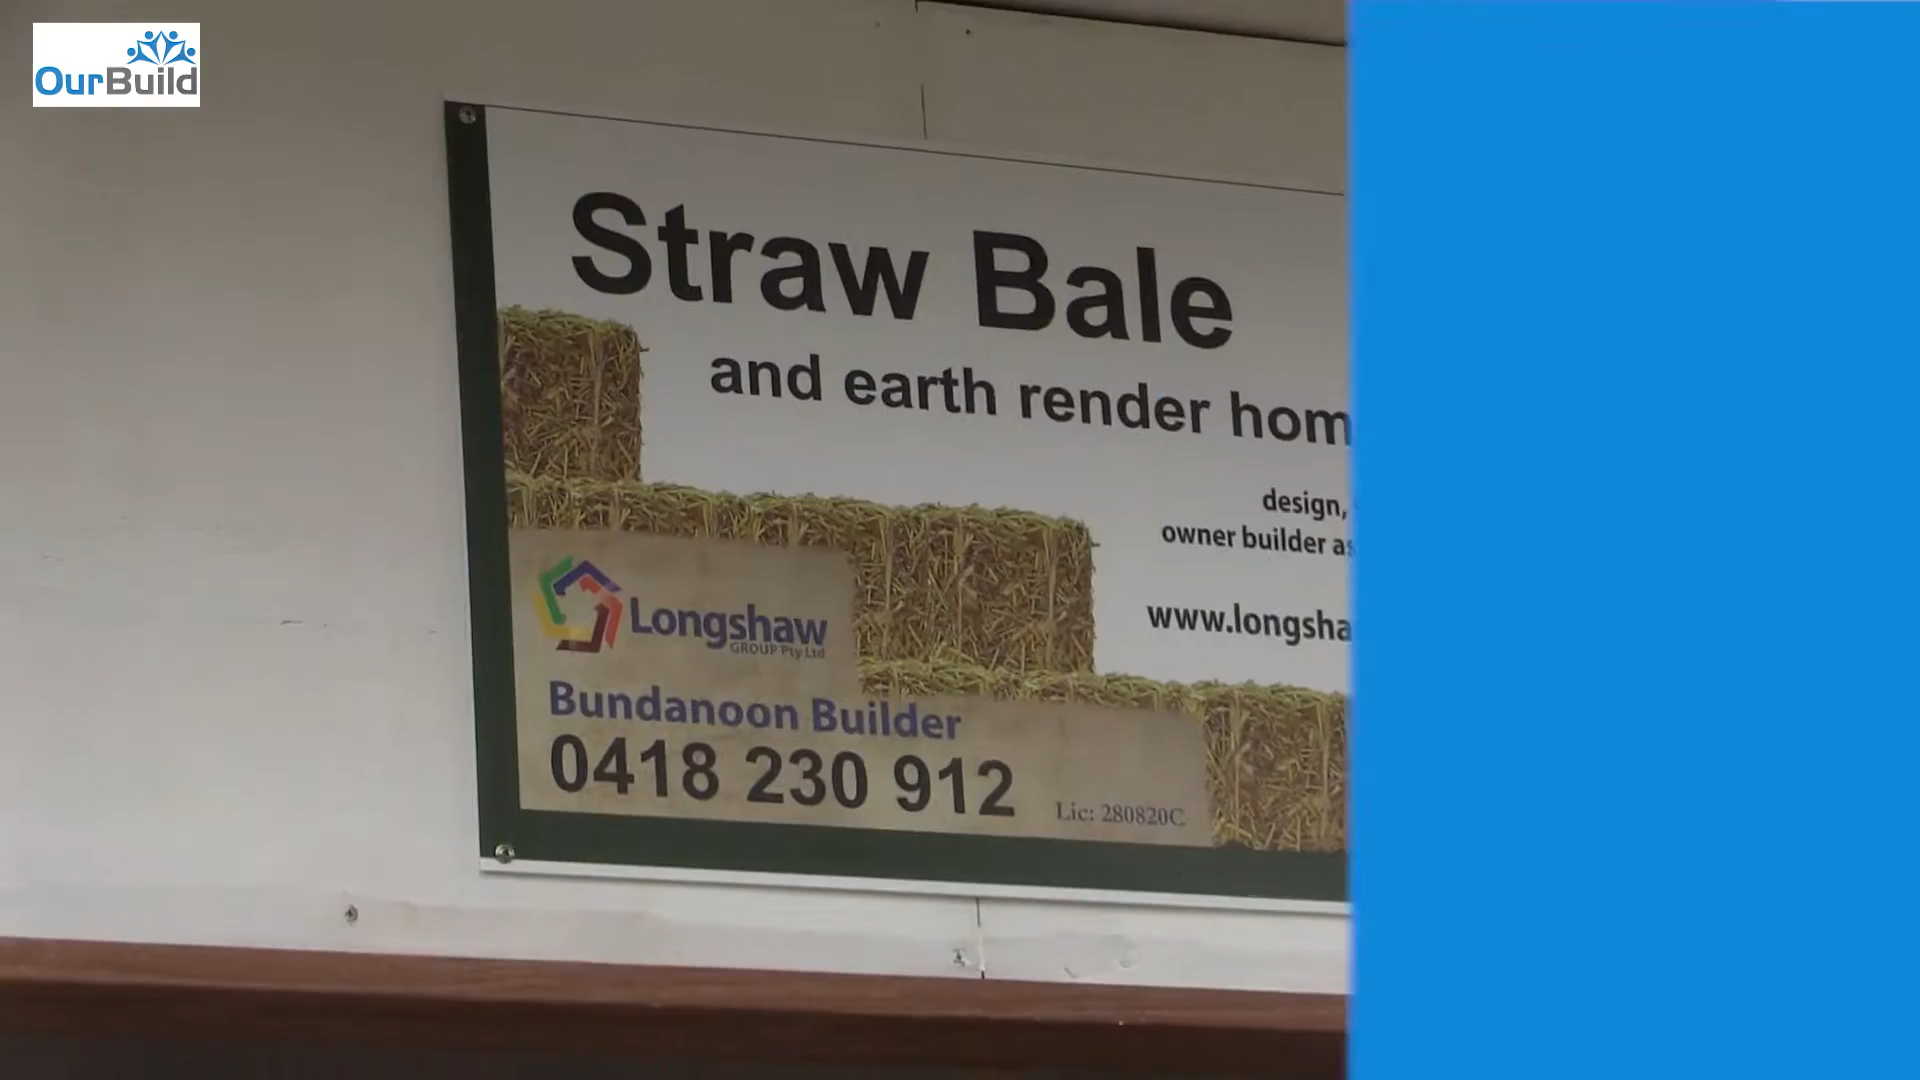 OurBuild
Straw Bale
and earth render hom
design,
owner builder as
www.longsha
Longshaw
GROUP Pty Ltd
Bundanoon Builder
0418 230 912
Lic: 280820C